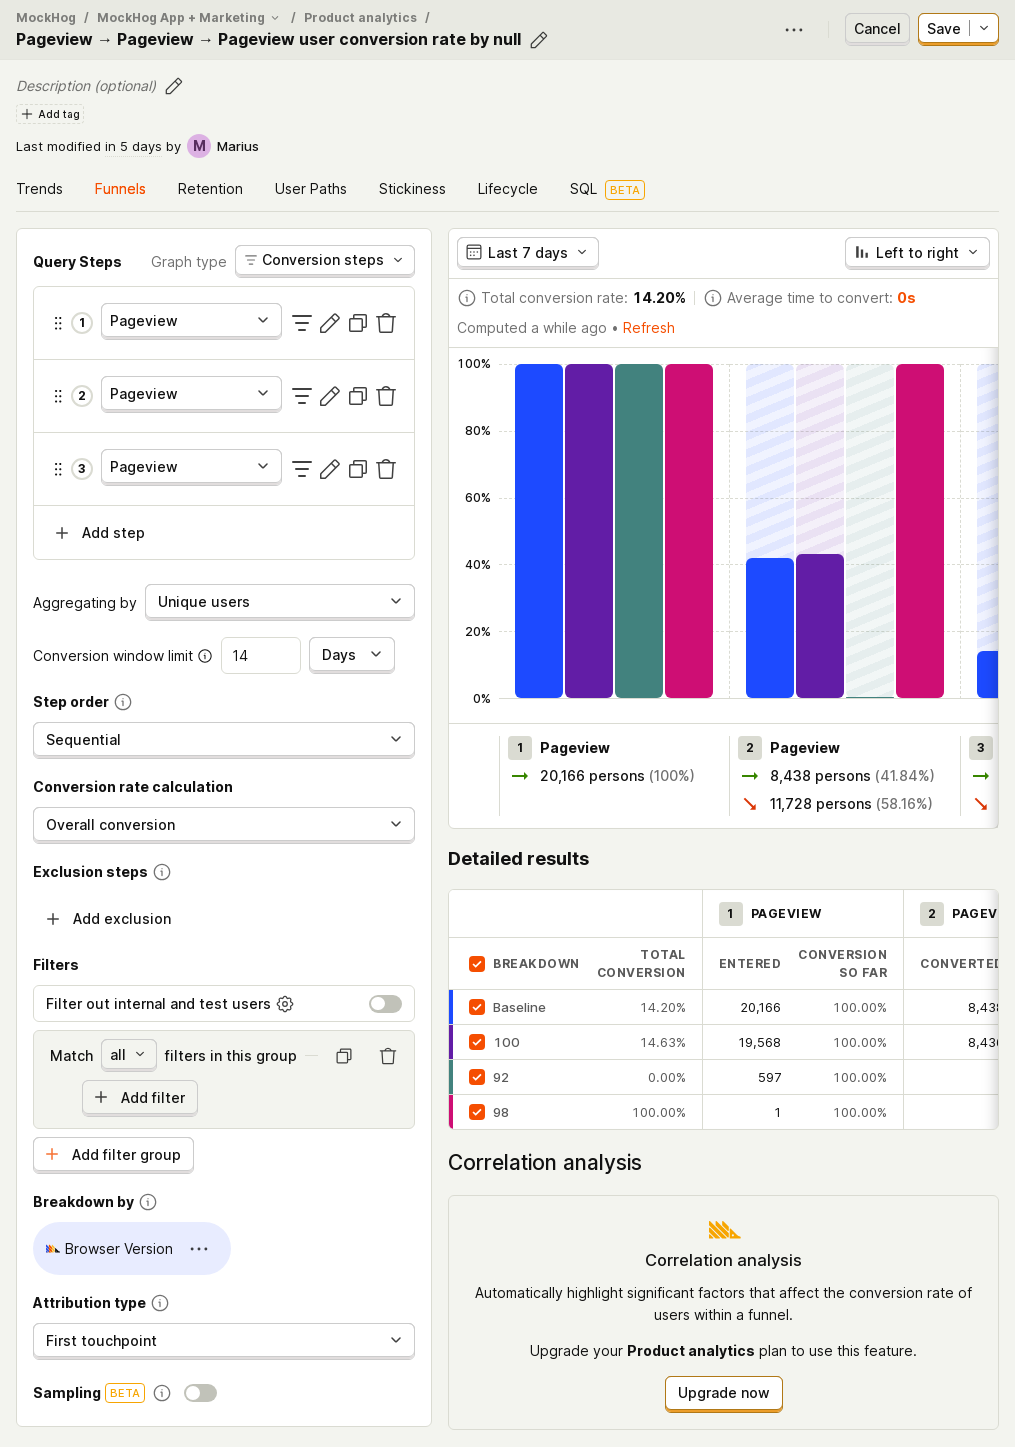 MockHog / MockHog App + Marketing / Product analytics /
Pageview → Pageview → Pageview user conversion rate by null
Cancel
Save
Description (optional)
Add tag
Last modified in 5 days by M Marius
Trends Funnels Retention User Paths Stickiness Lifecycle SQL BETA
Query Steps
Graph type
Conversion steps
1 Pageview
2 Pageview
3 Pageview
Add step
Aggregating by Unique users
Conversion window limit 14 Days
Step order
Sequential
Conversion rate calculation
Overall conversion
Exclusion steps
Add exclusion
Filters
Filter out internal and test users
Match all filters in this group
Add filter
Add filter group
Breakdown by
Browser Version
Attribution type
First touchpoint
Sampling BETA
Last 7 days
Left to right
Total conversion rate: 14.20%
Average time to convert: 0s
Computed a while ago • Refresh
100%
80%
60%
40%
20%
0%
1 Pageview
20,166 persons (100%)
2 Pageview
8,438 persons (41.84%)
11,728 persons (58.16%)
3
Detailed results
1 PAGEVIEW
2 PAGEV
BREAKDOWN
TOTAL
CONVERSION
ENTERED
CONVERSION
SO FAR
CONVERTED
Baseline 14.20% 20,166 100.00% 8,438
100 14.63% 19,568 100.00% 8,436
92 0.00% 597 100.00%
98 100.00% 1 100.00%
Correlation analysis
Correlation analysis
Automatically highlight significant factors that affect the conversion rate of
users within a funnel.
Upgrade your Product analytics plan to use this feature.
Upgrade now